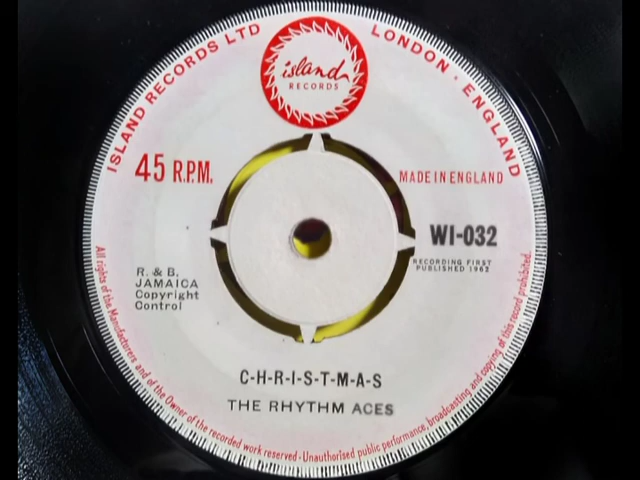 ISLAND RECORDS LTD LONDON · ENGLAND
island
RECORDS
45 R.P.M.
MADE IN ENGLAND
WI-032
RECORDING FIRST
PUBLISHED 1962
R. & B.
JAMAICA
Copyright
Control
C-H-R-I-S-T-M-A-S
THE RHYTHM ACES
All rights of the Manufacturers and of the Owner of the recorded work reserved - Unauthorised public performance, broadcasting and copying of this record prohibited.